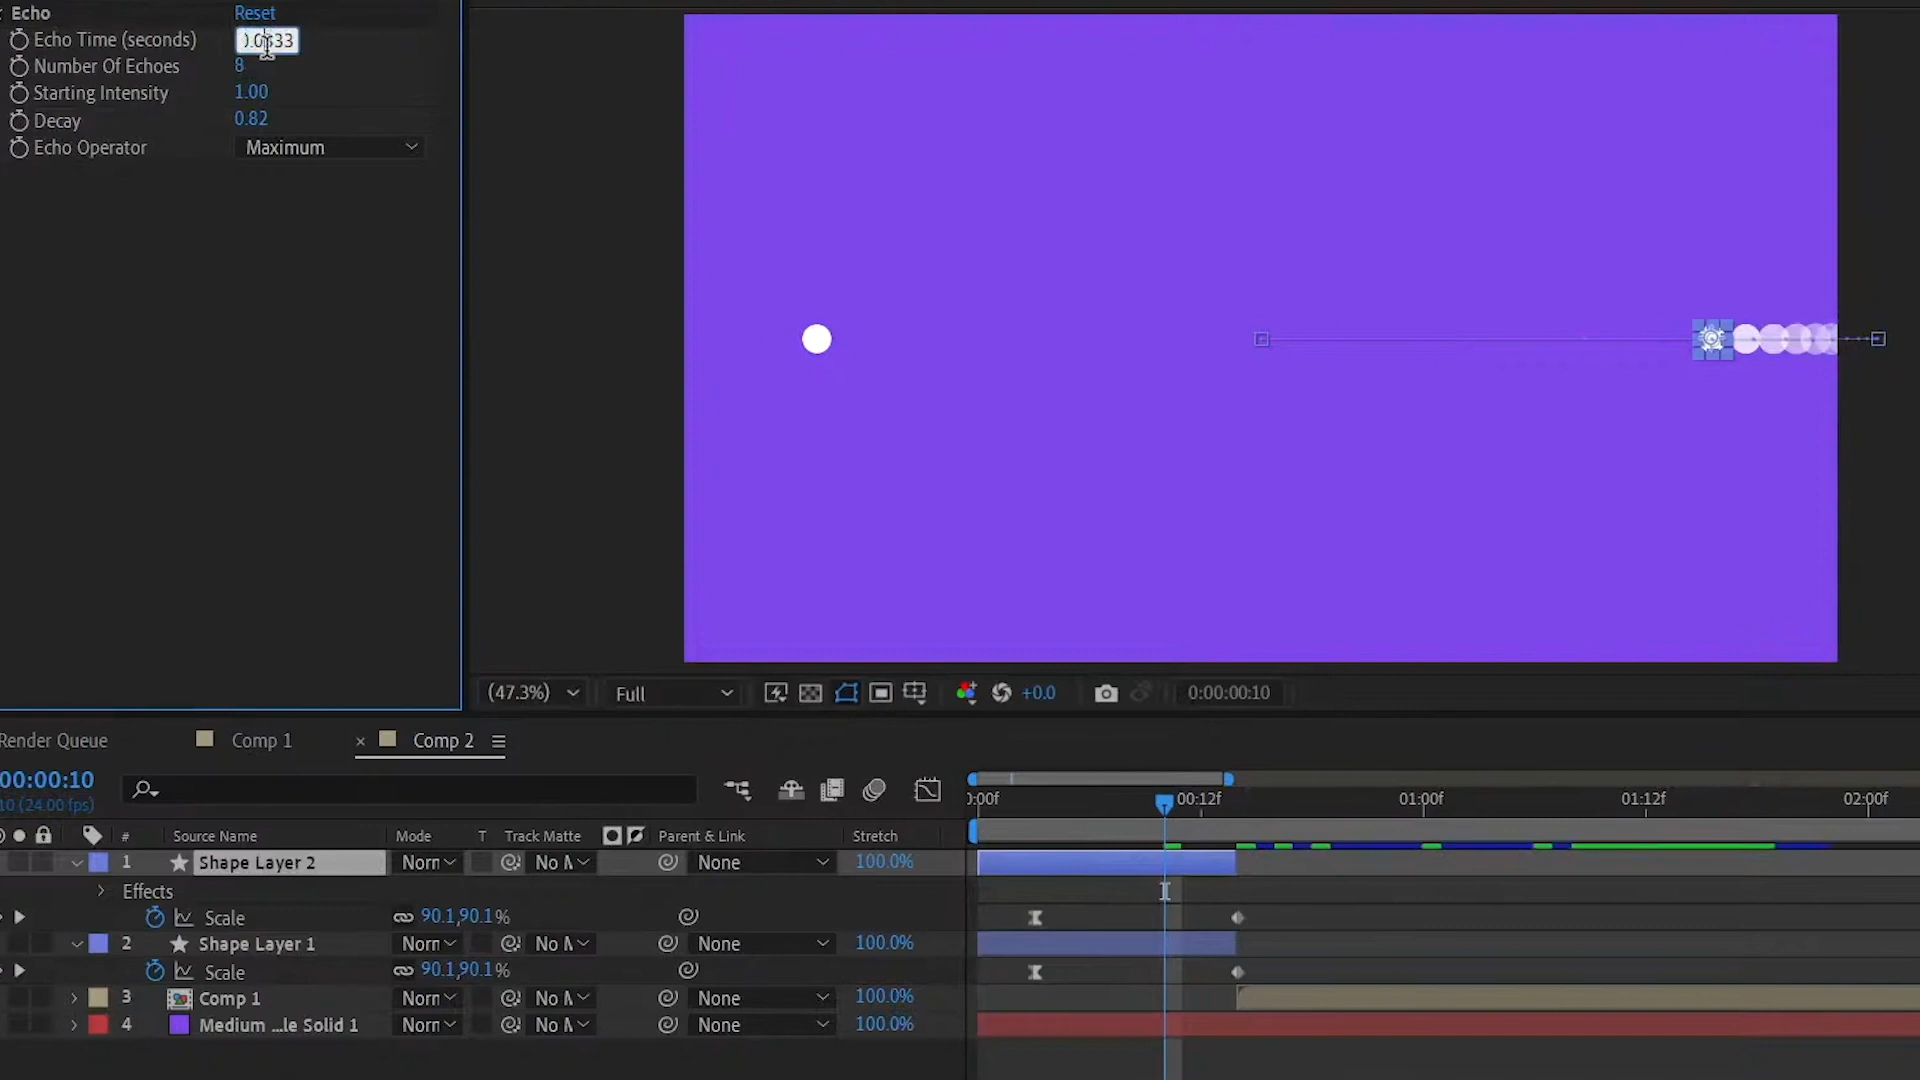 Echo Reset
Echo Time (seconds)
Number Of Echoes 8
Starting Intensity 1.00
Decay 0.82
Echo Operator Maximum
(47.3%) Full +0.0 0:00:00:10
Render Queue Comp 1 × Comp 2
00:00:10
10 (24.00 fps)
:00f 00:12f 01:00f 01:12f 02:00f
# Source Name Mode T Track Matte Parent & Link Stretch
1 Shape Layer 2 Norn No M None 100.0%
Effects
Scale 90.1,90.1%
2 Shape Layer 1 Norn No M None 100.0%
Scale 90.1,90.1%
3 Comp 1 Norn No M None 100.0%
4 Medium ...le Solid 1 Norn No M None 100.0%